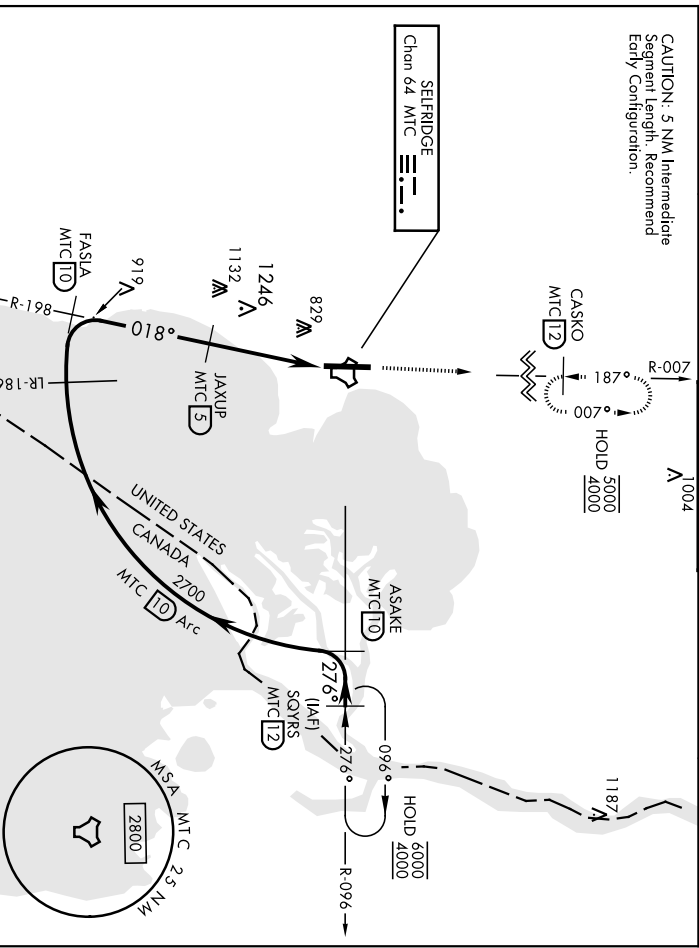 CAUTION: 5 NM Intermediate
Segment Length. Recommend
Early Configuration.
SELFRIDGE
Chan 64 MTC
CASKO
MTC 12
R-007
187°
007°
HOLD 5000
4000
1004
FASLA
MTC 10
919
R-198
LR-186
018°
1132
1246
829
JAXUP
MTC 5
UNITED STATES
CANADA
2700
MTC 10 Arc
ASAKE
MTC 10
276°
(IAF)
SQYRS
MTC 12
276°
096°
HOLD 6000
4000
R-096
1187
MSA MTC 25 NM
2800